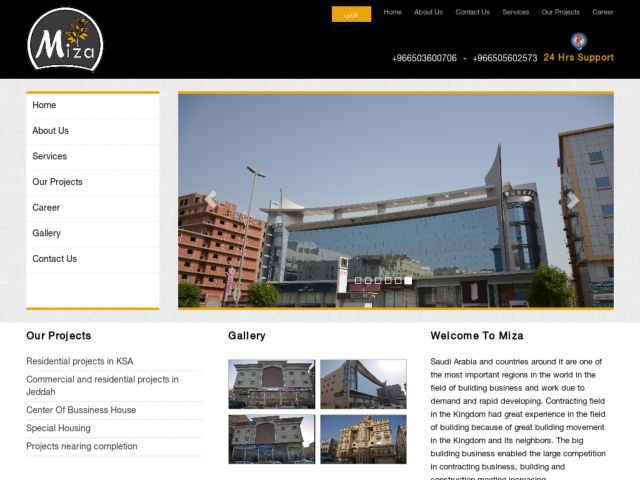 Miza
عربي
Home
About Us
Contact Us
Services
Our Projects
Career
+966503600706 - +966505602573 24 Hrs Support
Home
About Us
Services
Our Projects
Career
Gallery
Contact Us
Our Projects
Residential projects in KSA
Commercial and residential projects in
Jeddah
Center Of Bussiness House
Special Housing
Projects nearing completion
Gallery
Welcome To Miza
Saudi Arabia and countries around it are one of
the most important regions in the world in the
field of building business and work due to
demand and rapid developing. Contracting field
in the Kingdom had great experience in the field
of building because of great building movement
in the Kingdom and its neighbors. The big
building business enabled the large competition
in contracting business, building and
construction meeting increasing